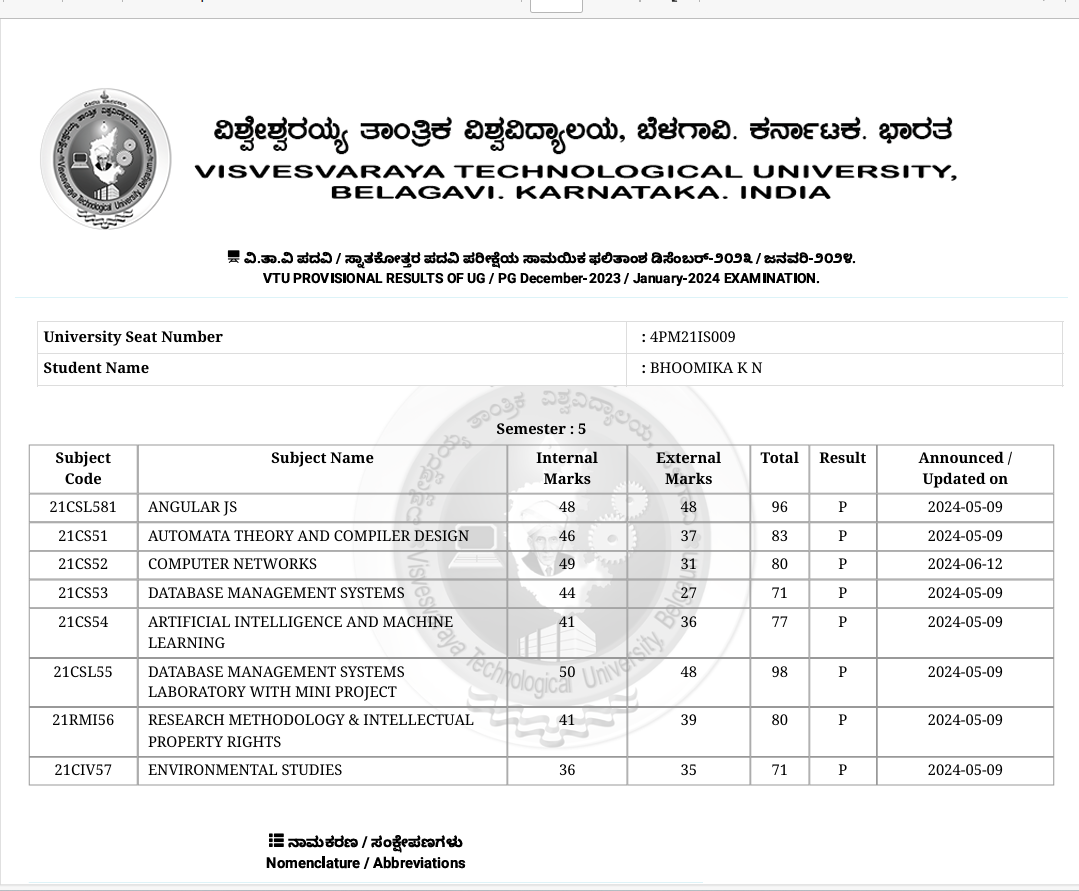 ವಿಶ್ವೇಶ್ವರಯ್ಯ ತಾಂತ್ರಿಕ ವಿಶ್ವವಿದ್ಯಾಲಯ, ಬೆಳಗಾವಿ. ಕರ್ನಾಟಕ. ಭಾರತ
VISVESVARAYA TECHNOLOGICAL UNIVERSITY,
BELAGAVI. KARNATAKA. INDIA
ವಿ.ತಾ.ವಿ ಪದವಿ / ಸ್ನಾತಕೋತ್ತರ ಪದವಿ ಪರೀಕ್ಷೆಯ ಸಾಮಯಿಕ ಫಲಿತಾಂಶ ಡಿಸೆಂಬರ್-೨೦೨೩ / ಜನವರಿ-೨೦೨೪.
VTU PROVISIONAL RESULTS OF UG / PG December-2023 / January-2024 EXAMINATION.
University Seat Number : 4PM21IS009
Student Name : BHOOMIKA K N
Semester : 5
Subject Code Subject Name Internal Marks External Marks Total Result Announced / Updated on
21CSL581 ANGULAR JS 48 48 96 P 2024-05-09
21CS51 AUTOMATA THEORY AND COMPILER DESIGN 46 37 83 P 2024-05-09
21CS52 COMPUTER NETWORKS 49 31 80 P 2024-06-12
21CS53 DATABASE MANAGEMENT SYSTEMS 44 27 71 P 2024-05-09
21CS54 ARTIFICIAL INTELLIGENCE AND MACHINE 41 36 77 P 2024-05-09
LEARNING
21CSL55 DATABASE MANAGEMENT SYSTEMS 50 48 98 P 2024-05-09
LABORATORY WITH MINI PROJECT
21RMI56 RESEARCH METHODOLOGY & INTELLECTUAL 41 39 80 P 2024-05-09
PROPERTY RIGHTS
21CIV57 ENVIRONMENTAL STUDIES 36 35 71 P 2024-05-09
ನಾಮಕರಣ / ಸಂಕ್ಷೇಪಣಗಳು
Nomenclature / Abbreviations